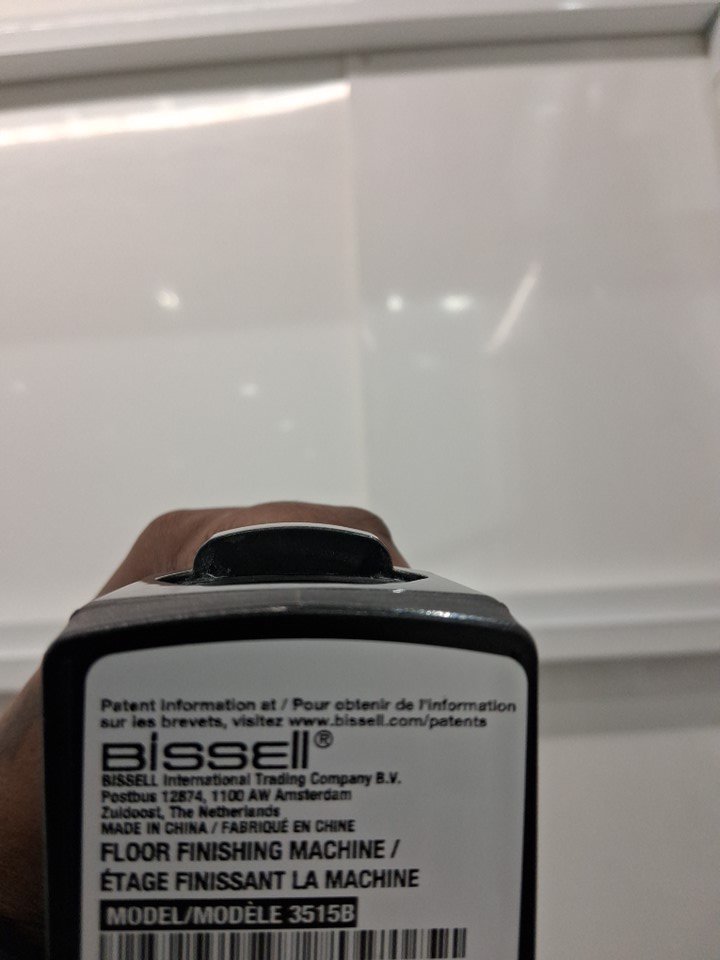 Patent Information at / Pour obtenir de l'information
sur les brevets, visitez www.bissell.com/patents
BISSELL®
BISSELL International Trading Company B.V.
Postbus 12874, 1100 AW Amsterdam
Zuidoost, The Netherlands
MADE IN CHINA / FABRIQUÉ EN CHINE
FLOOR FINISHING MACHINE /
ÉTAGE FINISSANT LA MACHINE
MODEL/MODÈLE 3515B